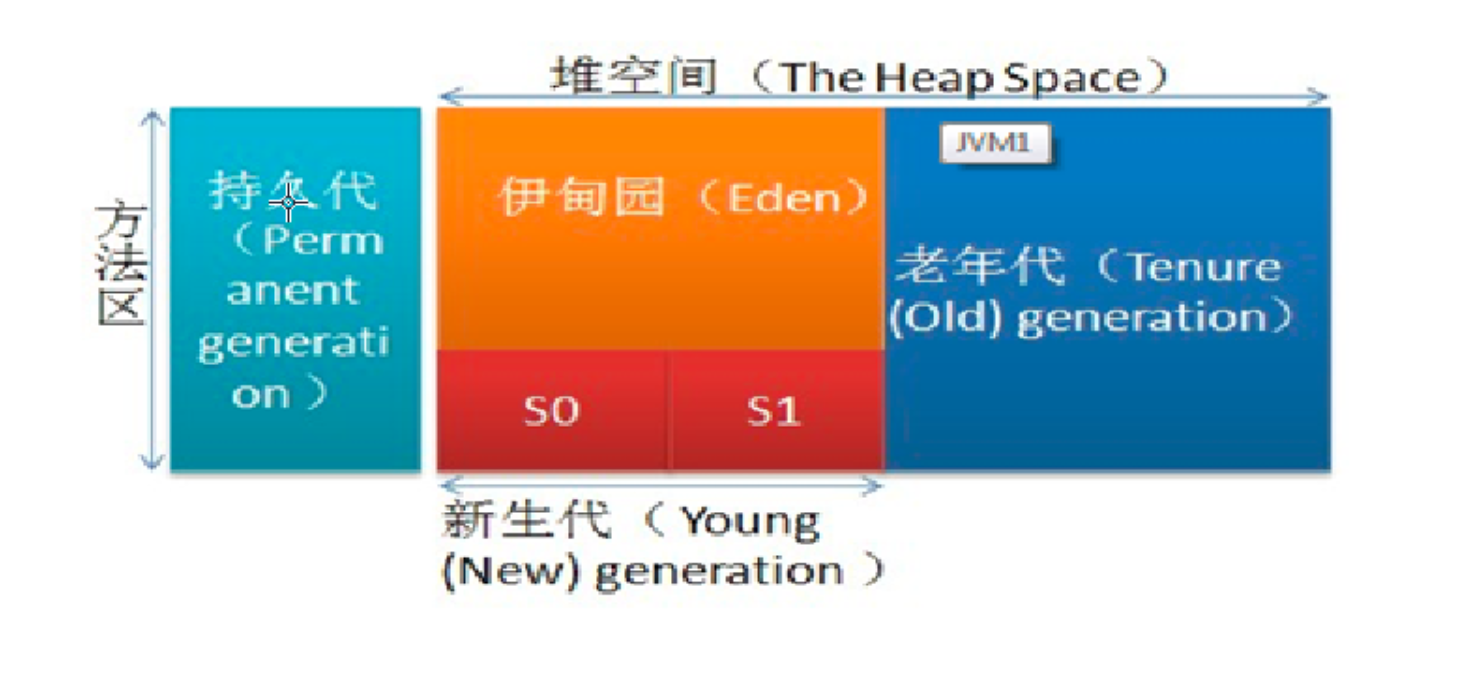 堆空间（The Heap Space）
方法区
持久代
（Perm
anent
generati
on ）
伊甸园（Eden）
JVM1
老年代（Tenure
(Old) generation）
S0
S1
新生代（ Young
(New) generation ）